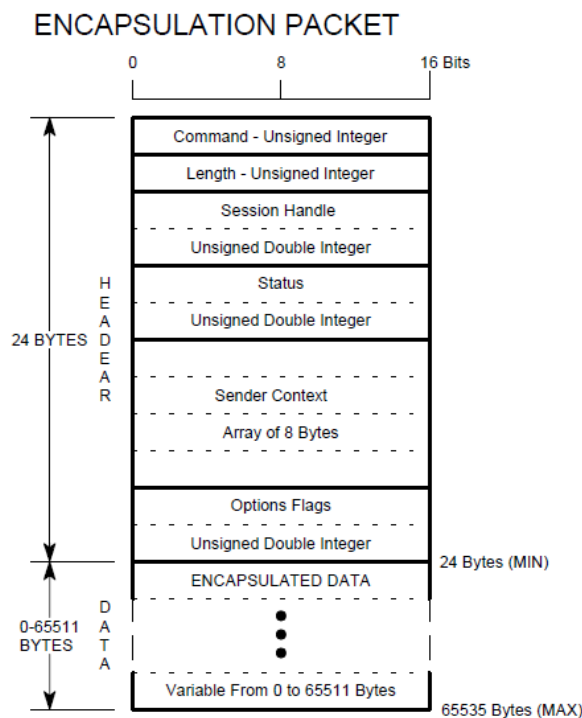 ENCAPSULATION PACKET
0 8 16 Bits
Command - Unsigned Integer
Length - Unsigned Integer
Session Handle
Unsigned Double Integer
Status
Unsigned Double Integer
24 BYTES
HEADEAR
Sender Context
Array of 8 Bytes
Options Flags
Unsigned Double Integer
24 Bytes (MIN)
ENCAPSULATED DATA
0-65511
BYTES
DATA
Variable From 0 to 65511 Bytes
65535 Bytes (MAX)